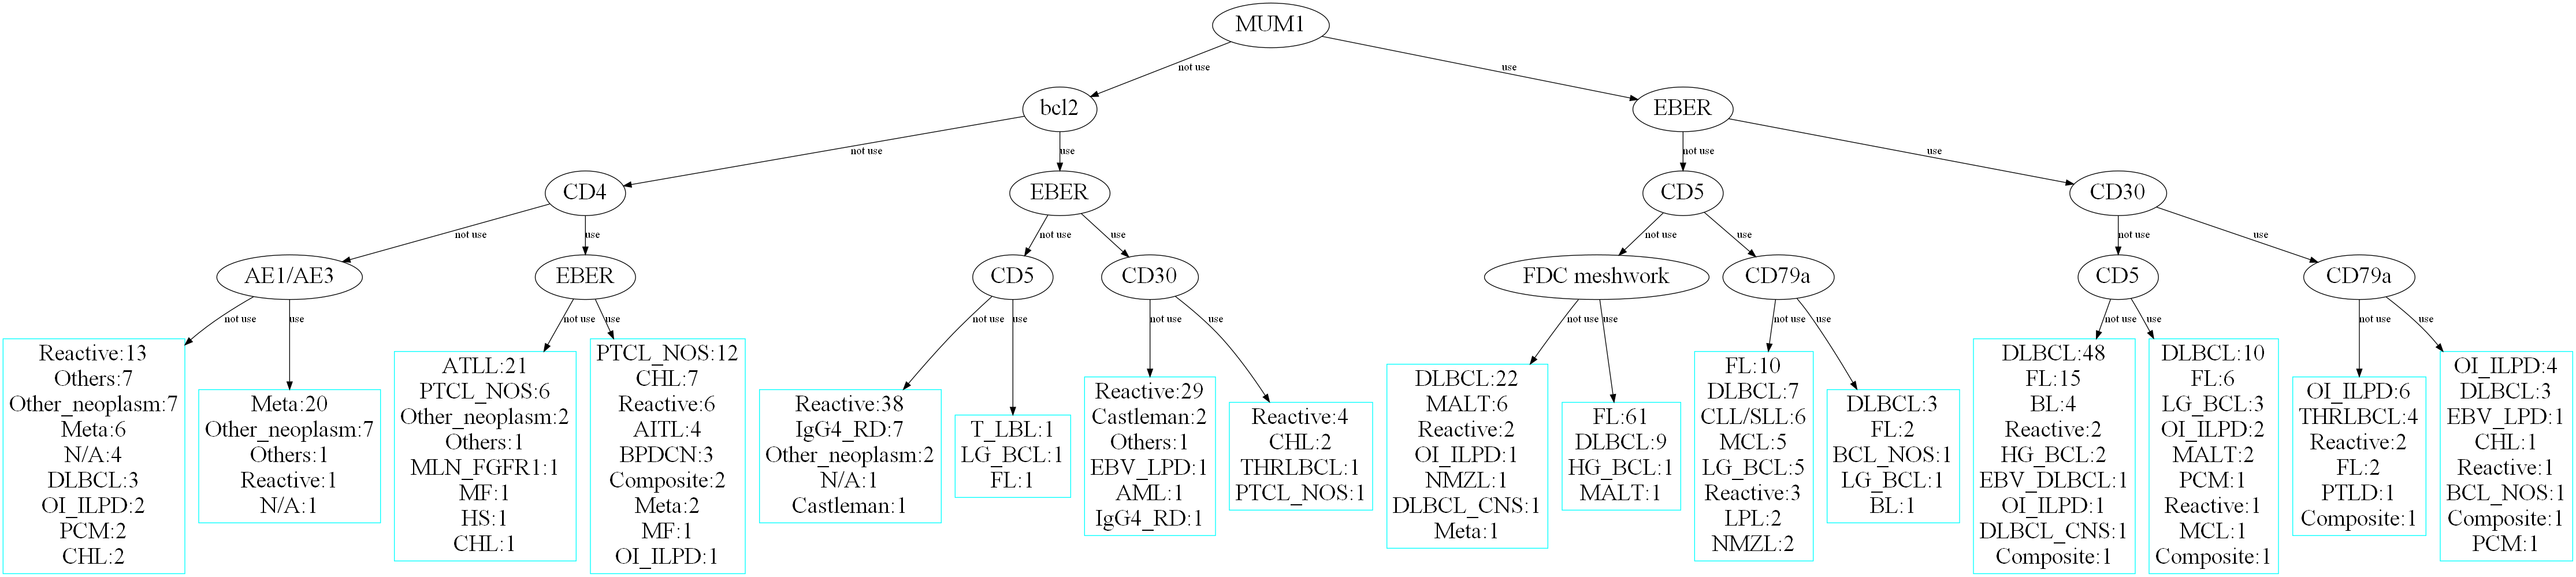 MUM1
not use
use
bcl2
EBER
not use
use
not use
use
CD4
EBER
CD5
CD30
not use
use
not use
use
not use
use
not use
use
AE1/AE3
EBER
CD5
CD30
FDC meshwork
CD79a
CD5
CD79a
not use
use
not use
use
not use
use
not use
use
not use
use
not use
use
not use
use
not use
use
Reactive:13
Others:7
Other_neoplasm:7
Meta:6
N/A:4
DLBCL:3
OI_ILPD:2
PCM:2
CHL:2
Meta:20
Other_neoplasm:7
Others:1
Reactive:1
N/A:1
ATLL:21
PTCL_NOS:6
Other_neoplasm:2
Others:1
MLN_FGFR1:1
MF:1
HS:1
CHL:1
PTCL_NOS:12
CHL:7
Reactive:6
AITL:4
BPDCN:3
Composite:2
Meta:2
MF:1
OI_ILPD:1
Reactive:38
IgG4_RD:7
Other_neoplasm:2
N/A:1
Castleman:1
T_LBL:1
LG_BCL:1
FL:1
Reactive:29
Castleman:2
Others:1
EBV_LPD:1
AML:1
IgG4_RD:1
Reactive:4
CHL:2
THRLBCL:1
PTCL_NOS:1
DLBCL:22
MALT:6
Reactive:2
OI_ILPD:1
NMZL:1
DLBCL_CNS:1
Meta:1
FL:61
DLBCL:9
HG_BCL:1
MALT:1
FL:10
DLBCL:7
CLL/SLL:6
MCL:5
LG_BCL:5
Reactive:3
LPL:2
NMZL:2
DLBCL:3
FL:2
BCL_NOS:1
LG_BCL:1
BL:1
DLBCL:48
FL:15
BL:4
Reactive:2
HG_BCL:2
EBV_DLBCL:1
OI_ILPD:1
DLBCL_CNS:1
Composite:1
DLBCL:10
FL:6
LG_BCL:3
OI_ILPD:2
MALT:2
PCM:1
Reactive:1
MCL:1
Composite:1
OI_ILPD:6
THRLBCL:4
Reactive:2
FL:2
PTLD:1
Composite:1
OI_ILPD:4
DLBCL:3
EBV_LPD:1
CHL:1
Reactive:1
BCL_NOS:1
Composite:1
PCM:1